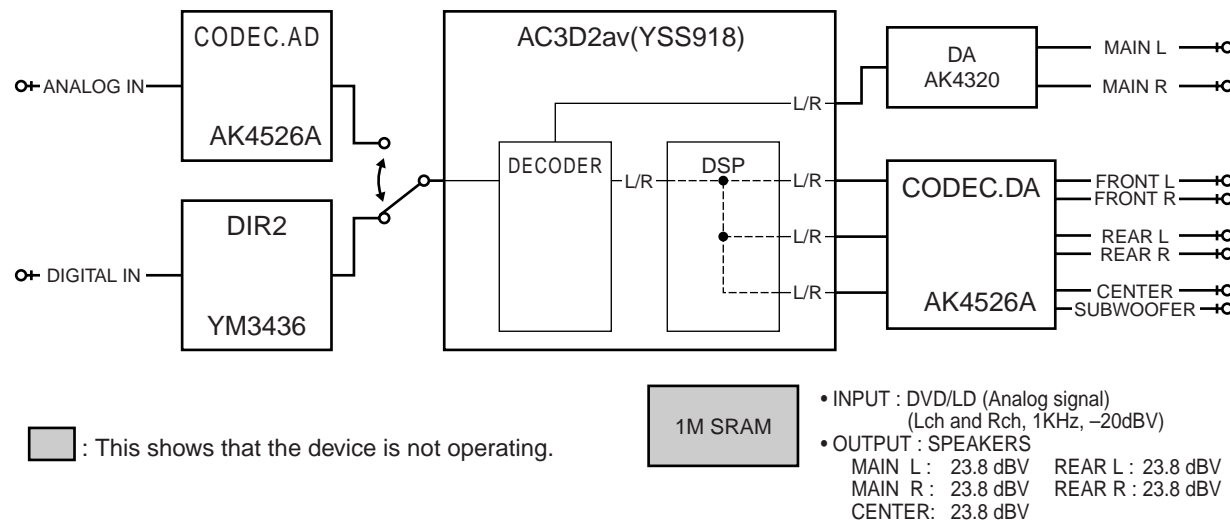 CODEC.AD
AC3D2av(YSS918)
ANALOG IN
AK4526A
DA
AK4320
MAIN L
MAIN R
L/R
DECODER
L/R
DSP
L/R
CODEC.DA
FRONT L
FRONT R
DIR2
L/R
REAR L
REAR R
DIGITAL IN
L/R
AK4526A
CENTER
SUBWOOFER
YM3436
: This shows that the device is not operating.
1M SRAM
• INPUT : DVD/LD (Analog signal)
(Lch and Rch, 1KHz, –20dBV)
• OUTPUT : SPEAKERS
MAIN L : 23.8 dBV REAR L : 23.8 dBV
MAIN R : 23.8 dBV REAR R : 23.8 dBV
CENTER: 23.8 dBV